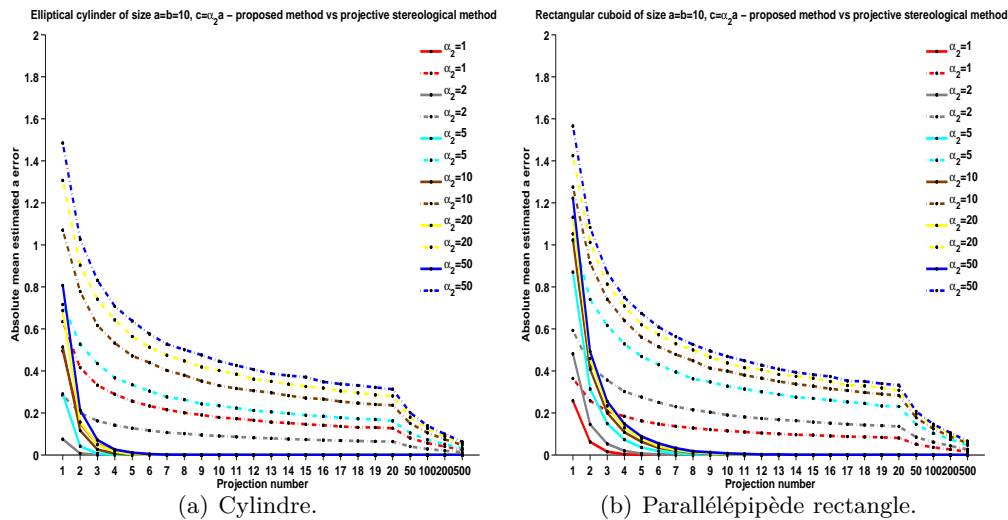 Elliptical cylinder of size a=b=10, c=α₂a – proposed method vs projective stereological method
Absolute mean estimated a error
2
1.8
1.6
1.4
1.2
1
0.8
0.6
0.4
0.2
0
α₂=1
α₂=1
α₂=2
α₂=2
α₂=5
α₂=5
α₂=10
α₂=10
α₂=20
α₂=20
α₂=50
α₂=50
1 2 3 4 5 6 7 8 9 10 11 12 13 14 15 16 17 18 19 20 50 100200500
Projection number
(a) Cylindre.
Rectangular cuboid of size a=b=10, c=α₂a – proposed method vs projective stereological method
Absolute mean estimated a error
2
1.8
1.6
1.4
1.2
1
0.8
0.6
0.4
0.2
0
α₂=1
α₂=1
α₂=2
α₂=2
α₂=5
α₂=5
α₂=10
α₂=10
α₂=20
α₂=20
α₂=50
α₂=50
1 2 3 4 5 6 7 8 9 10 11 12 13 14 15 16 17 18 19 20 50 100200500
Projection number
(b) Parallélépipède rectangle.